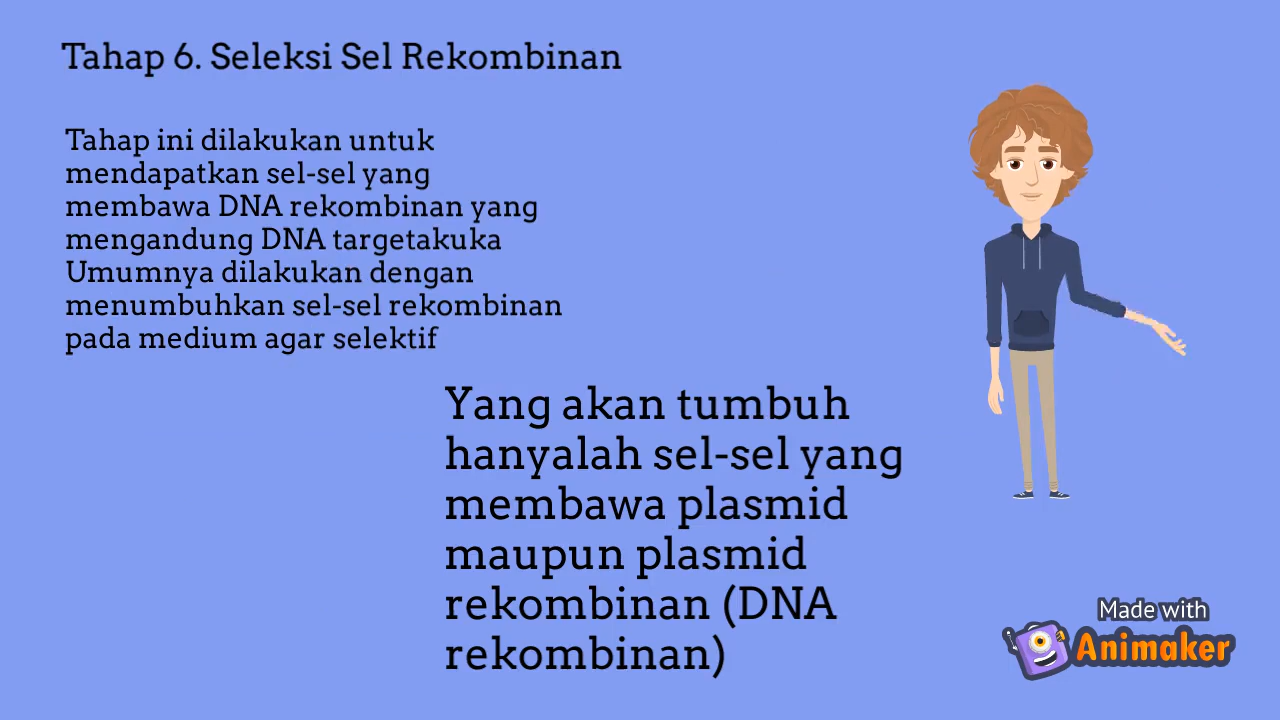 Tahap 6. Seleksi Sel Rekombinan
Tahap ini dilakukan untuk
mendapatkan sel-sel yang
membawa DNA rekombinan yang
mengandung DNA targetakuka
Umumnya dilakukan dengan
menumbuhkan sel-sel rekombinan
pada medium agar selektif
Yang akan tumbuh
hanyalah sel-sel yang
membawa plasmid
maupun plasmid
rekombinan (DNA
rekombinan)
Made with
Animaker